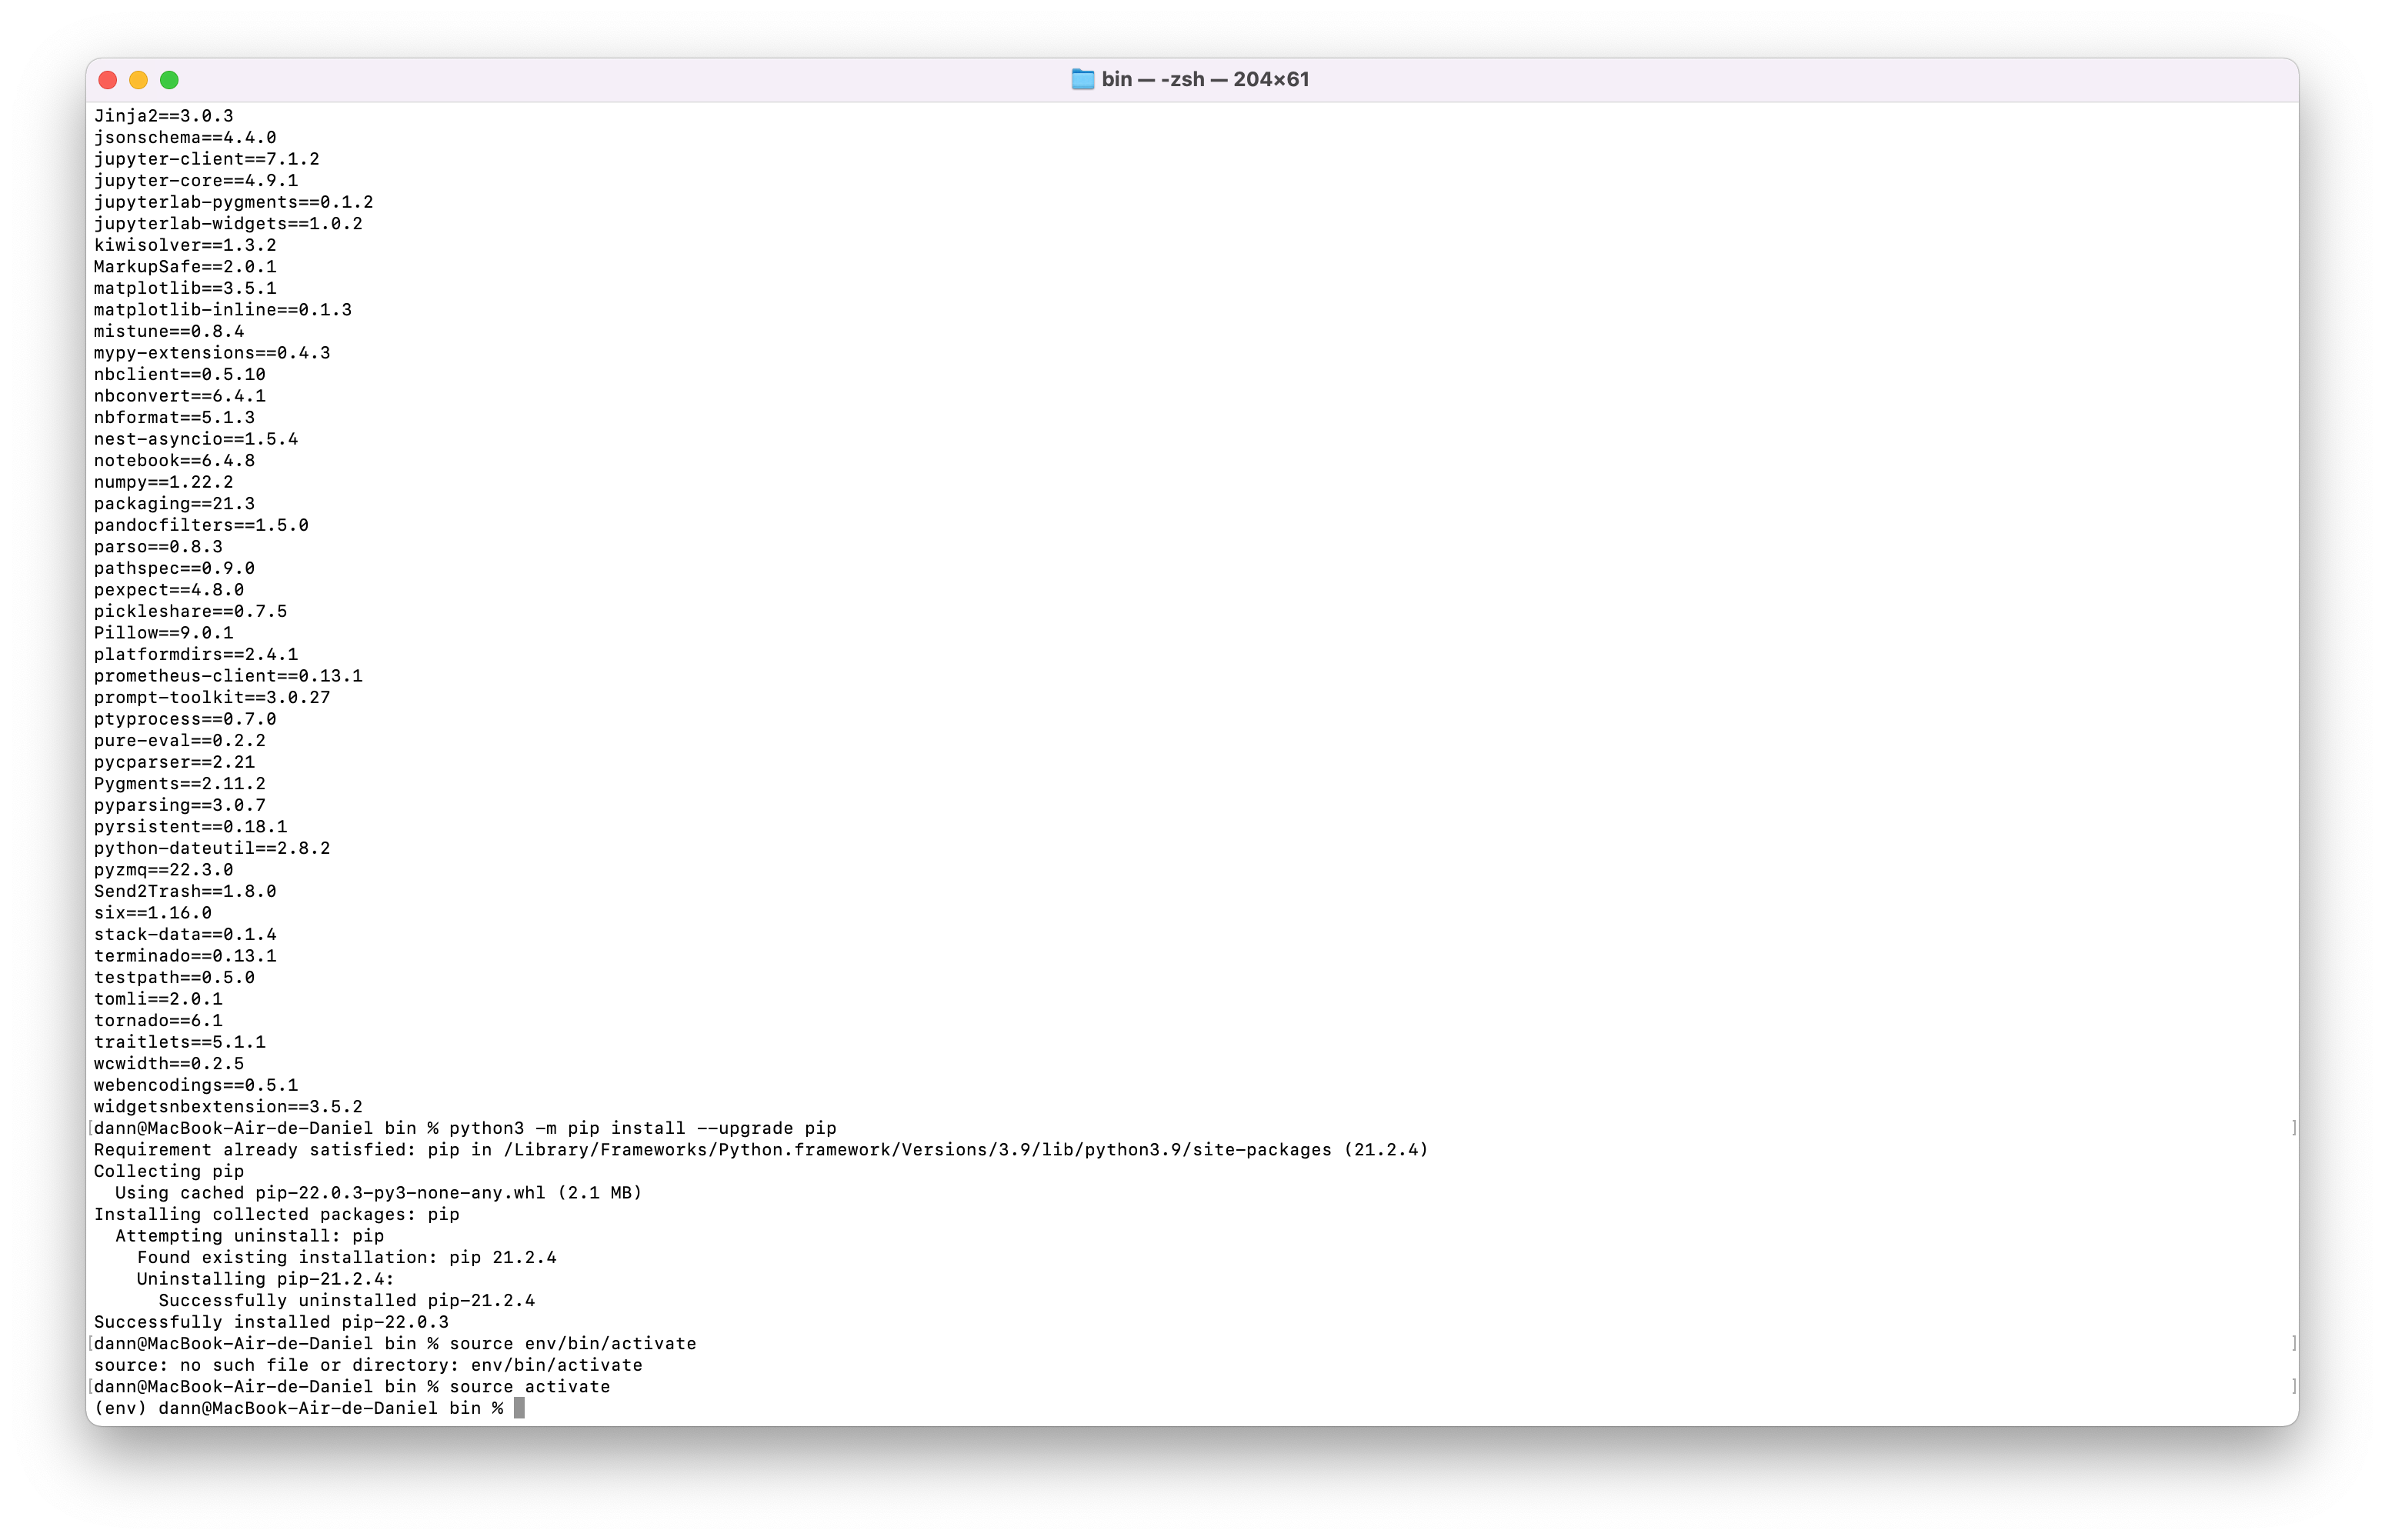 bin — -zsh — 204×61
Jinja2==3.0.3
jsonschema==4.4.0
jupyter-client==7.1.2
jupyter-core==4.9.1
jupyterlab-pygments==0.1.2
jupyterlab-widgets==1.0.2
kiwisolver==1.3.2
MarkupSafe==2.0.1
matplotlib==3.5.1
matplotlib-inline==0.1.3
mistune==0.8.4
mypy-extensions==0.4.3
nbclient==0.5.10
nbconvert==6.4.1
nbformat==5.1.3
nest-asyncio==1.5.4
notebook==6.4.8
numpy==1.22.2
packaging==21.3
pandocfilters==1.5.0
parso==0.8.3
pathspec==0.9.0
pexpect==4.8.0
pickleshare==0.7.5
Pillow==9.0.1
platformdirs==2.4.1
prometheus-client==0.13.1
prompt-toolkit==3.0.27
ptyprocess==0.7.0
pure-eval==0.2.2
pycparser==2.21
Pygments==2.11.2
pyparsing==3.0.7
pyrsistent==0.18.1
python-dateutil==2.8.2
pyzmq==22.3.0
Send2Trash==1.8.0
six==1.16.0
stack-data==0.1.4
terminado==0.13.1
testpath==0.5.0
tomli==2.0.1
tornado==6.1
traitlets==5.1.1
wcwidth==0.2.5
webencodings==0.5.1
widgetsnbextension==3.5.2
[dann@MacBook-Air-de-Daniel bin % python3 -m pip install --upgrade pip ]
Requirement already satisfied: pip in /Library/Frameworks/Python.framework/Versions/3.9/lib/python3.9/site-packages (21.2.4)
Collecting pip
  Using cached pip-22.0.3-py3-none-any.whl (2.1 MB)
Installing collected packages: pip
  Attempting uninstall: pip
    Found existing installation: pip 21.2.4
    Uninstalling pip-21.2.4:
      Successfully uninstalled pip-21.2.4
Successfully installed pip-22.0.3
[dann@MacBook-Air-de-Daniel bin % source env/bin/activate ]
source: no such file or directory: env/bin/activate
[dann@MacBook-Air-de-Daniel bin % source activate ]
(env) dann@MacBook-Air-de-Daniel bin %